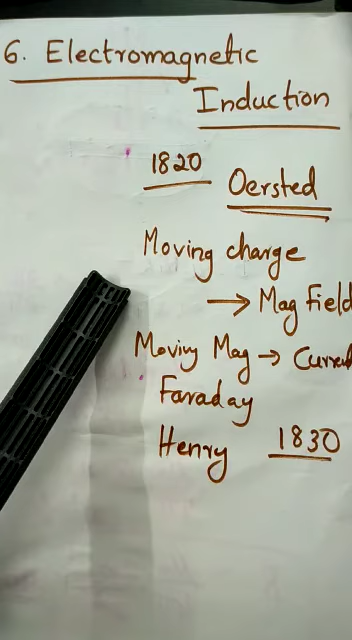 6. Electromagnetic
Induction
1820
Oersted
Moving charge
→ Mag Field
Moving Mag → Current
Faraday
Henry 1830